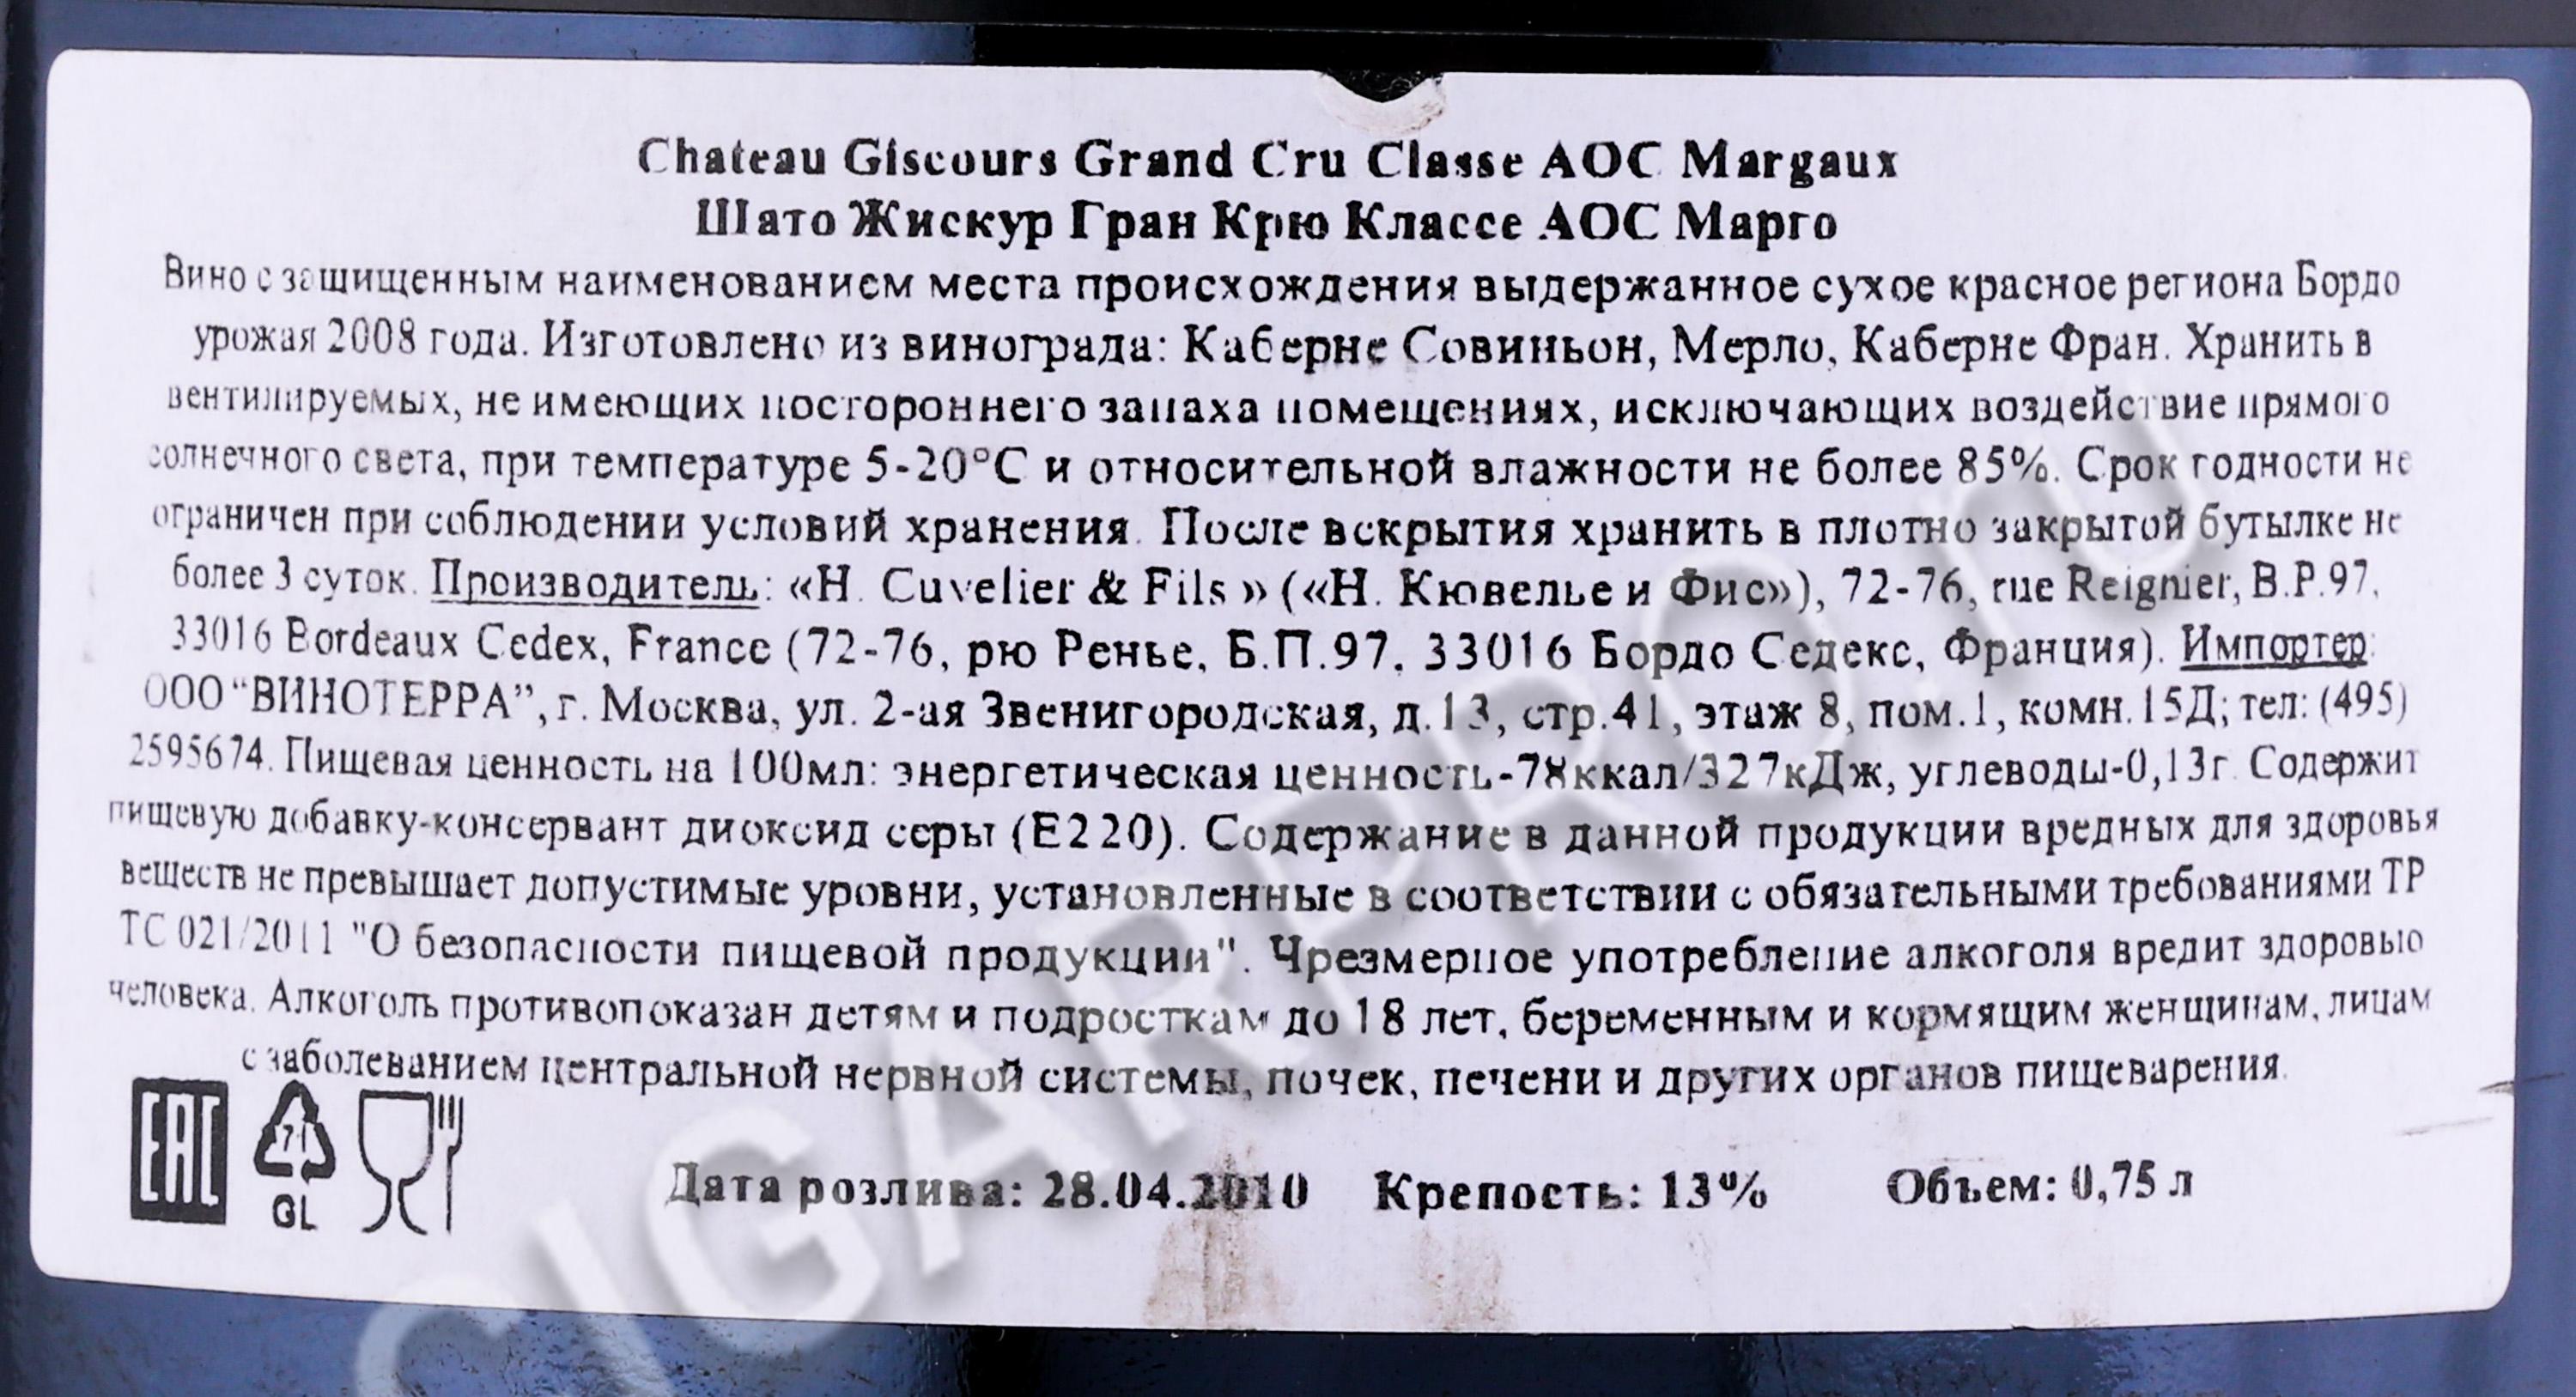 Chateau Giscours Grand Cru Classe AOC Margaux
Шато Жискур Гран Крю Классе АОС Марго
Вино с защищенным наименованием места происхождения выдержанное сухое красное региона Бордо
урожая 2008 года. Изготовлено из винограда: Каберне Совиньон, Мерло, Каберне Фран. Хранить в
вентилируемых, не имеющих постороннего запаха помещениях, исключающих воздействие прямого
солнечного света, при температуре 5-20°С и относительной влажности не более 85%. Срок годности не
ограничен при соблюдении условий хранения. После вскрытия хранить в плотно закрытой бутылке не
более 3 суток. Производитель: «H. Cuvelier & Fils » («Н. Кювелье и Фис»), 72-76, rue Reignier, B.P.97,
33016 Bordeaux Cedex, France (72-76, рю Ренье, Б.П.97, 33016 Бордо Седекс, Франция). Импортер:
ООО "ВИНОТЕРРА", г. Москва, ул. 2-ая Звенигородская, д.13, стр.41, этаж 8, пом.1, комн.15Д; тел: (495)
2595674. Пищевая ценность на 100мл: энергетическая ценность-78ккал/327кДж, углеводы-0,13г. Содержит
пищевую добавку-консервант диоксид серы (Е220). Содержание в данной продукции вредных для здоровья
веществ не превышает допустимые уровни, установленные в соответствии с обязательными требованиями ТР
ТС 021/2011 "О безопасности пищевой продукции". Чрезмерное употребление алкоголя вредит здоровью
человека. Алкоголь противопоказан детям и подросткам до 18 лет, беременным и кормящим женщинам, лицам
с заболеванием центральной нервной системы, почек, печени и других органов пищеварения.
EAC 71 GL
Дата розлива: 28.04.2010 Крепость: 13% Объем: 0,75 л
CIGARPRO.ru